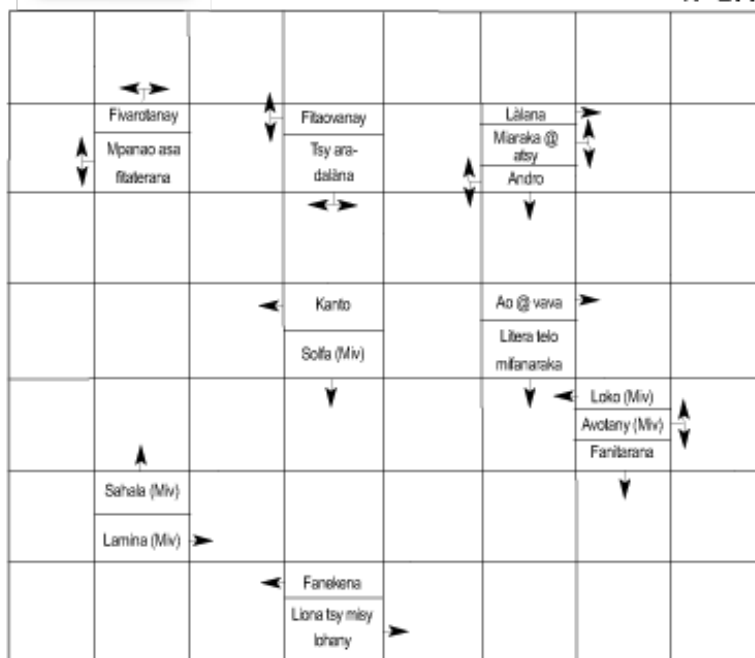 Fivarotanay
Mpanao asa
fitaterana
Fitaovanay
Tsy ara-
dalàna
Làlana
Miaraka @
atsy
Andro
Kanto
Solfa (Miv)
Ao @ vava
Litera telo
mifanaraka
Loko (Miv)
Avotany (Miv)
Fanitarana
Sahala (Miv)
Lamina (Miv)
Fanekena
Liona tsy misy
lohany